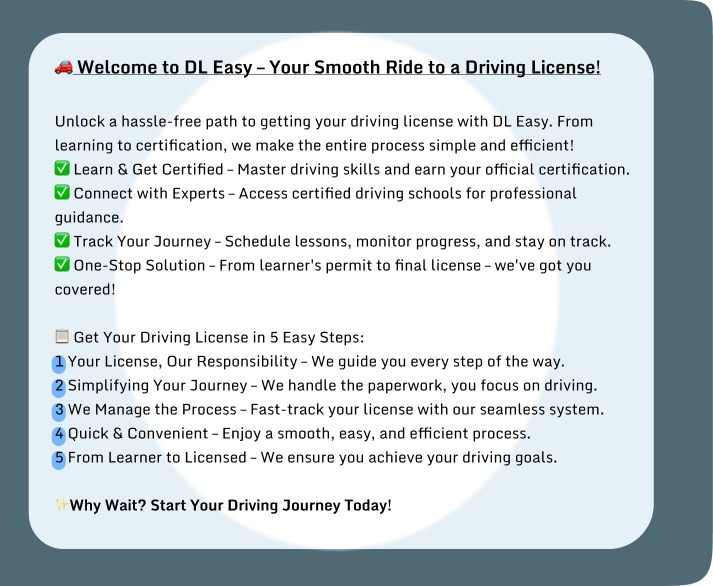 🚗 Welcome to DL Easy – Your Smooth Ride to a Driving License!
Unlock a hassle-free path to getting your driving license with DL Easy. From
learning to certification, we make the entire process simple and efficient!
✅ Learn & Get Certified – Master driving skills and earn your official certification.
✅ Connect with Experts – Access certified driving schools for professional
guidance.
✅ Track Your Journey – Schedule lessons, monitor progress, and stay on track.
✅ One-Stop Solution – From learner's permit to final license – we've got you
covered!
📋 Get Your Driving License in 5 Easy Steps:
1 Your License, Our Responsibility – We guide you every step of the way.
2 Simplifying Your Journey – We handle the paperwork, you focus on driving.
3 We Manage the Process – Fast-track your license with our seamless system.
4 Quick & Convenient – Enjoy a smooth, easy, and efficient process.
5 From Learner to Licensed – We ensure you achieve your driving goals.
✨Why Wait? Start Your Driving Journey Today!